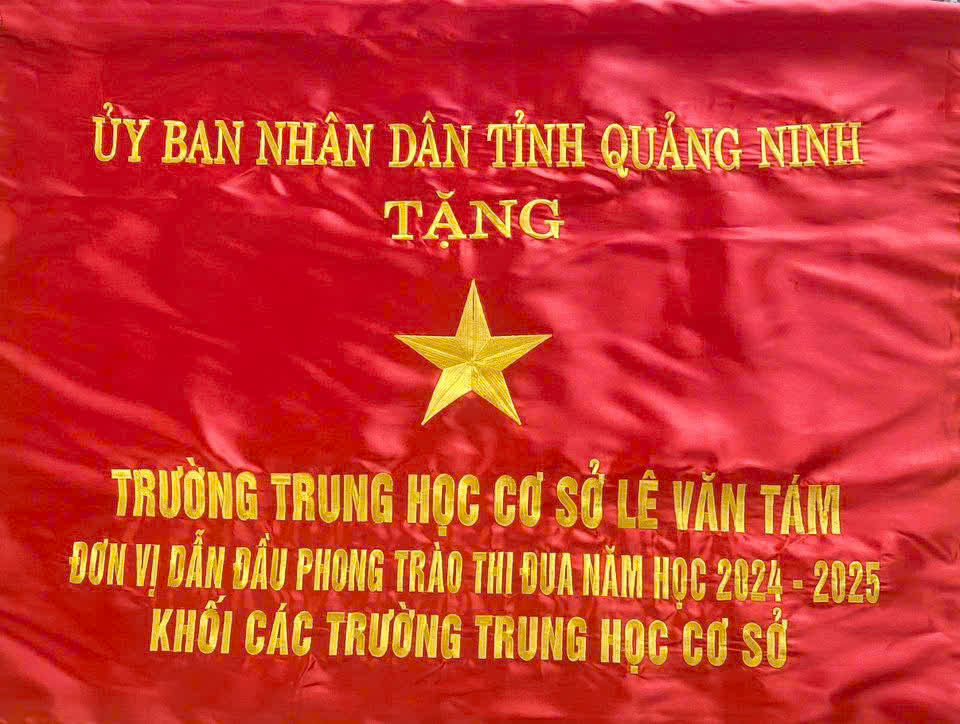 ỦY BAN NHÂN DÂN TỈNH QUẢNG NINH
TẶNG
TRƯỜNG TRUNG HỌC CƠ SỞ LÊ VĂN TÁM
ĐƠN VỊ DẪN ĐẦU PHONG TRÀO THI ĐUA NĂM HỌC 2024 - 2025
KHỐI CÁC TRƯỜNG TRUNG HỌC CƠ SỞ